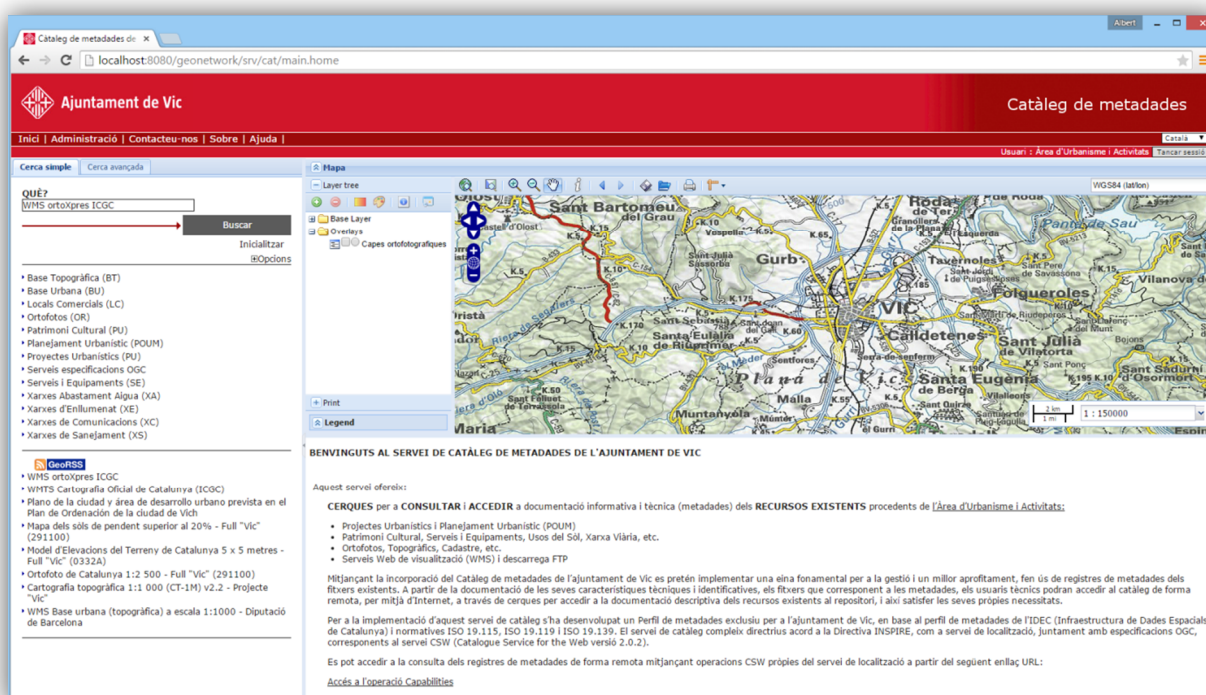 Albert
Càtaleg de metadades de
localhost:8080/geonetwork/srv/cat/main.home
Ajuntament de Vic
Catàleg de metadades
Inici | Administració | Contacteu-nos | Sobre | Ajuda |
Català
Usuari : Àrea d'Urbanisme i Activitats Tancar sessió
Cerca simple
Cerca avançada
QUÈ?
WMS ortoXpres ICGC
Buscar
Inicialitzar
Opcions
Base Topogràfica (BT)
Base Urbana (BU)
Locals Comercials (LC)
Ortofotos (OR)
Patrimoni Cultural (PU)
Planejament Urbanístic (POUM)
Proyectes Urbanístics (PU)
Serveis especificacions OGC
Serveis i Equipaments (SE)
Xarxes Abastament Aigua (XA)
Xarxes d'Enllumenat (XE)
Xarxes de Comunicacions (XC)
Xarxes de Sanejament (XS)
GeoRSS
WMS ortoXpres ICGC
WMTS Cartografia Oficial de Catalunya (ICGC)
Plano de la ciudad y área de desarrollo urbano prevista en el
Plan de Ordenación de la ciudad de Vich
Mapa dels sòls de pendent superior al 20% - Full "Vic"
(291100)
Model d'Elevacions del Terreny de Catalunya 5 x 5 metres -
Full "Vic" (0332A)
Ortofoto de Catalunya 1:2 500 - Full "Vic" (291100)
Cartografia topogràfica 1:1 000 (CT-1M) v2.2 - Projecte
"Vic"
WMS Base urbana (topogràfica) a escala 1:1000 - Diputació
de Barcelona
Mapa
Layer tree
Base Layer
Overlays
Capes ortofotografiques
Print
Legend
WGS84 (lat/lon)
Sant Bartomeu
del Grau
Gurb
Roda
de Ter
Tavèrnoles
Folgueroles
Vilanova de
VIC
Calldetenes
Sant Julià
de Vilatorta
Santa Eugènia
de Berga
Sant Sadurní
d'Osormort
Santa Eulàlia
de Riuprimer
Plana de Vic
Malla
Muntanyola
Sentfores
Vespella
Sant Julià
Sassorba
Pantà de Sau
Bojons
Vilalleons
2 km
1 mi
1 : 150000
BENVINGUTS AL SERVEI DE CATÀLEG DE METADADES DE L'AJUNTAMENT DE VIC
Aquest servei ofereix:
CERQUES per a CONSULTAR i ACCEDIR a documentació informativa i tècnica (metadades) dels RECURSOS EXISTENTS procedents de l'Àrea d'Urbanisme i Activitats:
Projectes Urbanístics i Planejament Urbanístic (POUM)
Patrimoni Cultural, Serveis i Equipaments, Usos del Sòl, Xarxa Viària, etc.
Ortofotos, Topogràfics, Cadastre, etc.
Serveis Web de visualització (WMS) i descarrega FTP
Mitjançant la incorporació del Catàleg de metadades de l'ajuntament de Vic es pretén implementar una eina fonamental per a la gestió i un millor aprofitament, fen ús de registres de metadades dels
fitxers existents. A partir de la documentació de les seves característiques tècniques i identificatives, els fitxers que corresponent a les metadades, els usuaris tècnics podran accedir al catàleg de forma
remota, per mitjà d'Internet, a través de cerques per accedir a la documentació descriptiva dels recursos existents al repositori, i així satisfer les seves pròpies necessitats.
Per a la implementació d'aquest servei de catàleg s'ha desenvolupat un Perfil de metadades exclusiu per a l'ajuntament de Vic, en base al perfil de metadades de l'IDEC (Infraestructura de Dades Espacials
de Catalunya) i normatives ISO 19.115, ISO 19.119 i ISO 19.139. El servei de catàleg compleix directrius acord a la Directiva INSPIRE, com a servei de localització, juntament amb especificacions OGC,
corresponents al servei CSW (Catalogue Service for the Web versió 2.0.2).
Es pot accedir a la consulta dels registres de metadades de forma remota mitjançant operacions CSW pròpies del servei de localització a partir del següent enllaç URL:
Accés a l'operació Capabilities